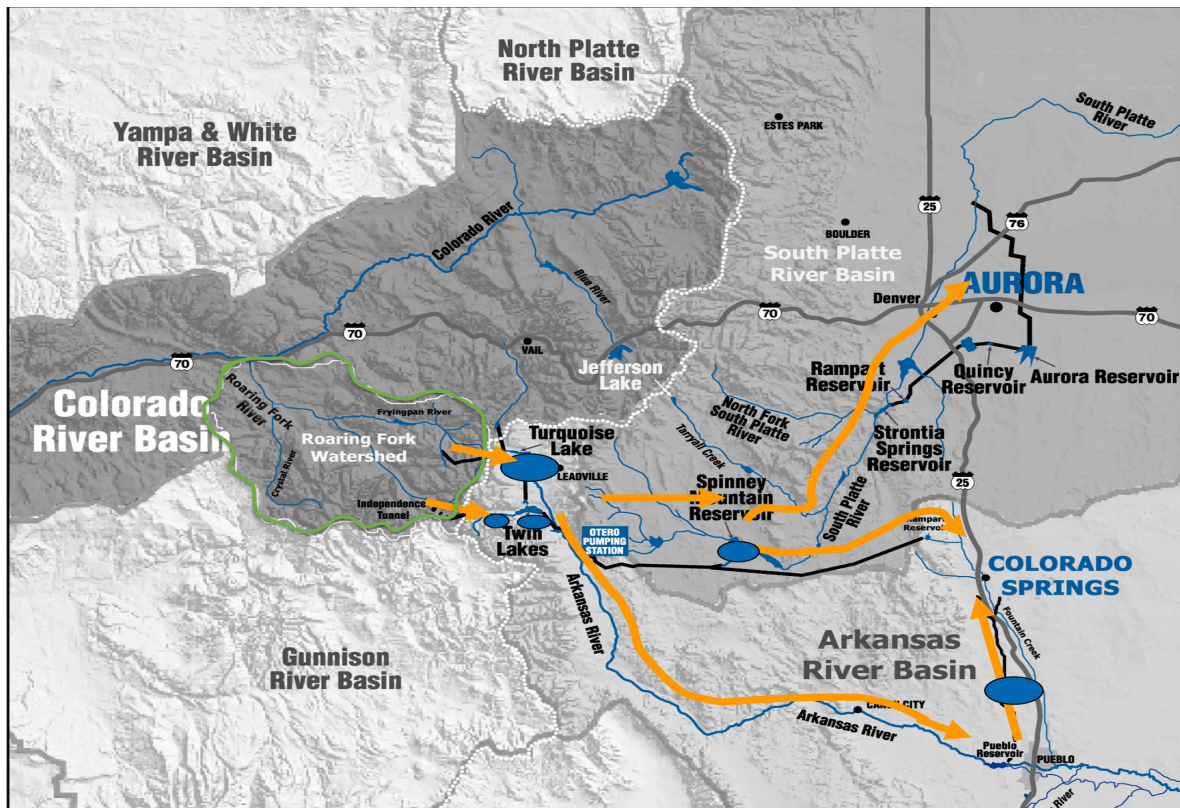 North Platte
River Basin
Yampa & White
River Basin
ESTES PARK
South Platte
River
25
76
BOULDER
South Platte
River Basin
Colorado River
Blue River
AURORA
Denver
70
70
70
70
VAIL
Jefferson
Lake
Rampart
Reservoir
Quincy
Reservoir
Aurora Reservoir
Colorado
River Basin
Roaring Fork
River
Fryingpan River
Roaring Fork
Watershed
Crystal River
Turquoise
Lake
LEADVILLE
North Fork
South Platte
River
Tarryall Creek
Strontia
Springs
Reservoir
25
Spinney
Mountain
Reservoir
South Platte
River
Independence
Tunnel
Twin
Lakes
OTERO
PUMPING
STATION
Rampart
Reservoir
COLORADO
SPRINGS
Arkansas River
Fountain Creek
Arkansas
River Basin
Gunnison
River Basin
CANON CITY
Arkansas River
Pueblo
Reservoir
PUEBLO
River